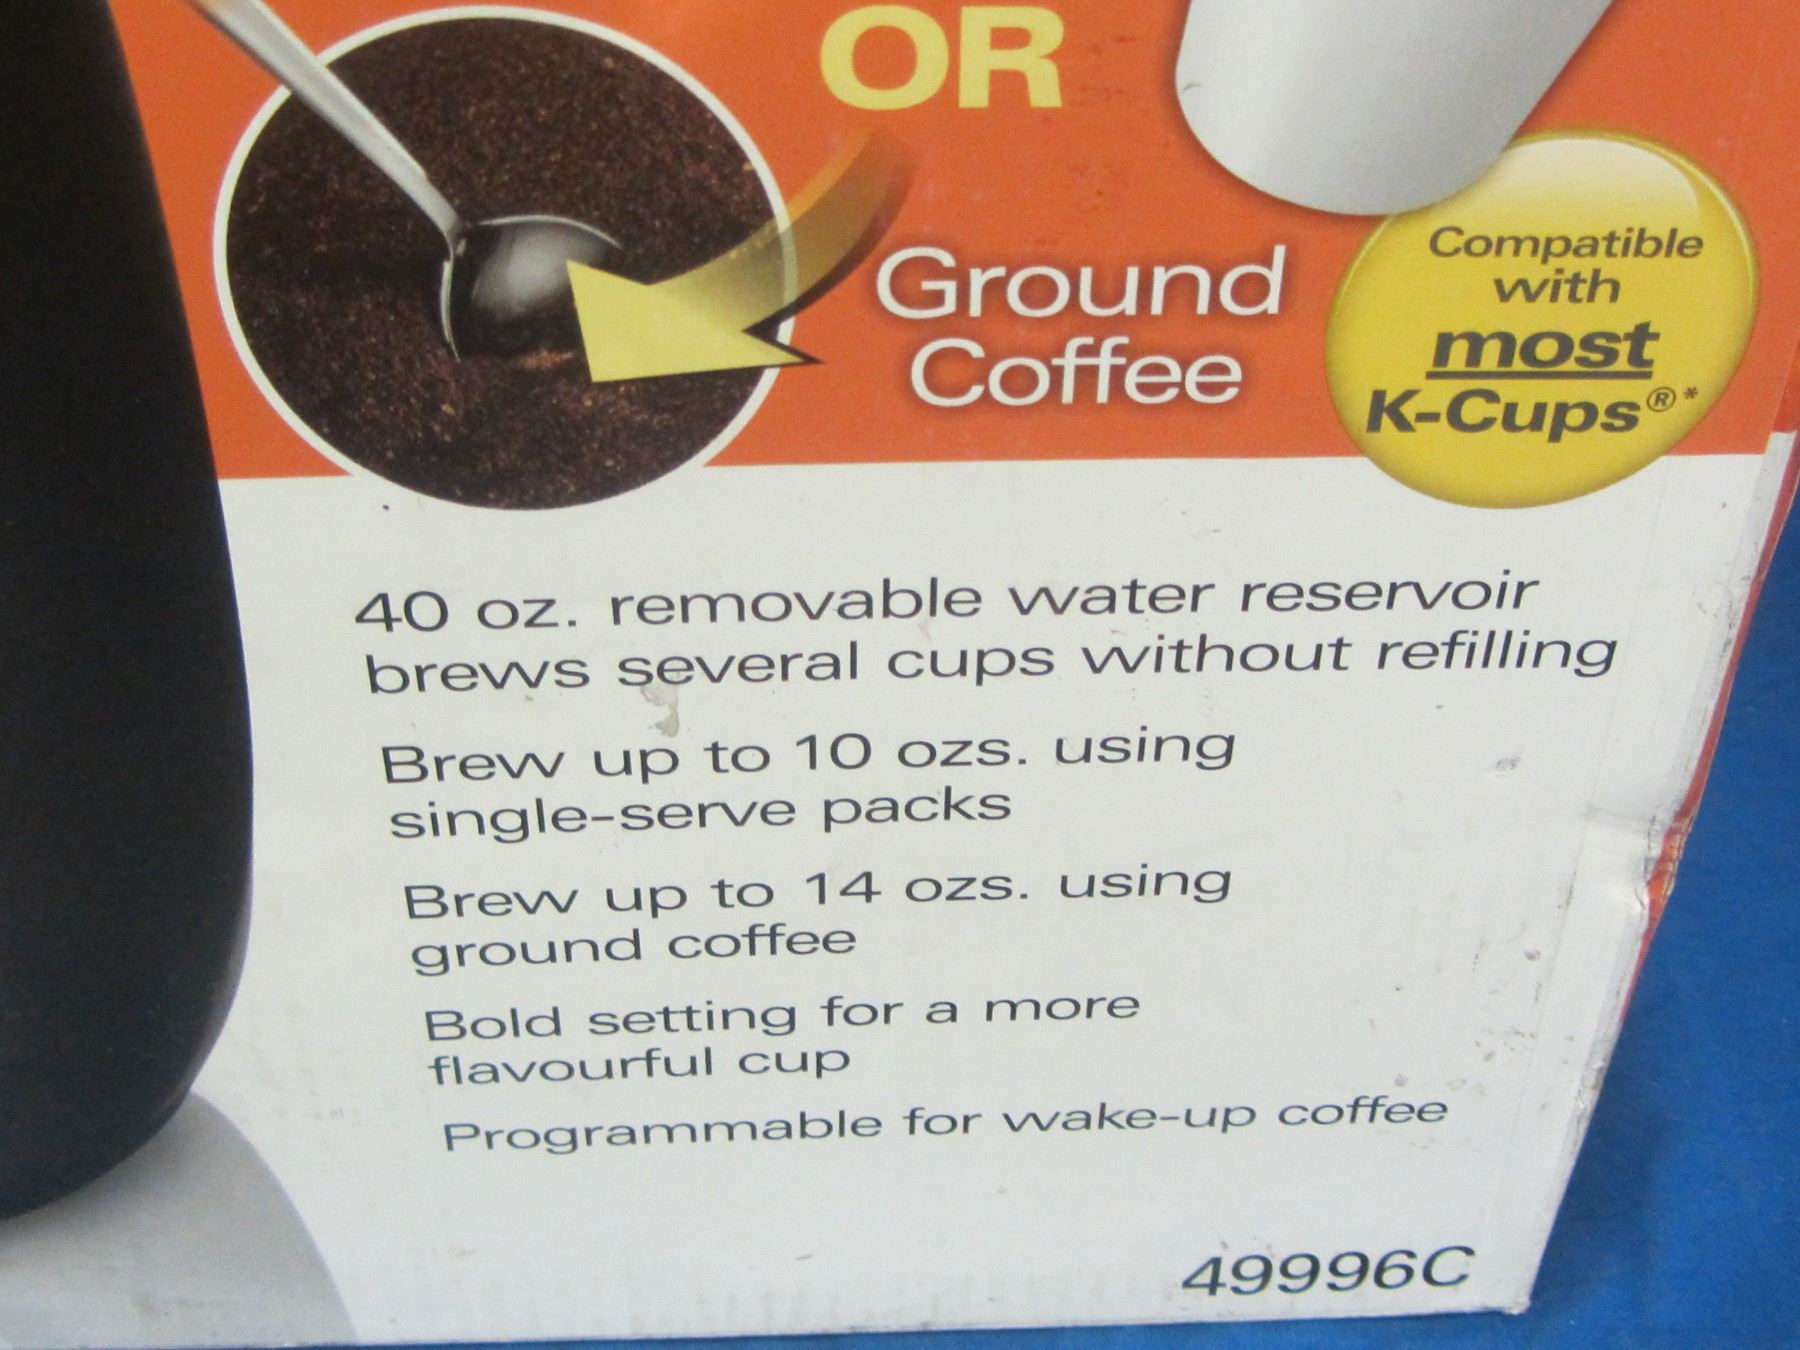 OR
Ground
Coffee
Compatible
with
most
K-Cups®*
40 oz. removable water reservoir
brews several cups without refilling
Brew up to 10 ozs. using
single-serve packs
Brew up to 14 ozs. using
ground coffee
Bold setting for a more
flavourful cup
Programmable for wake-up coffee
49996C